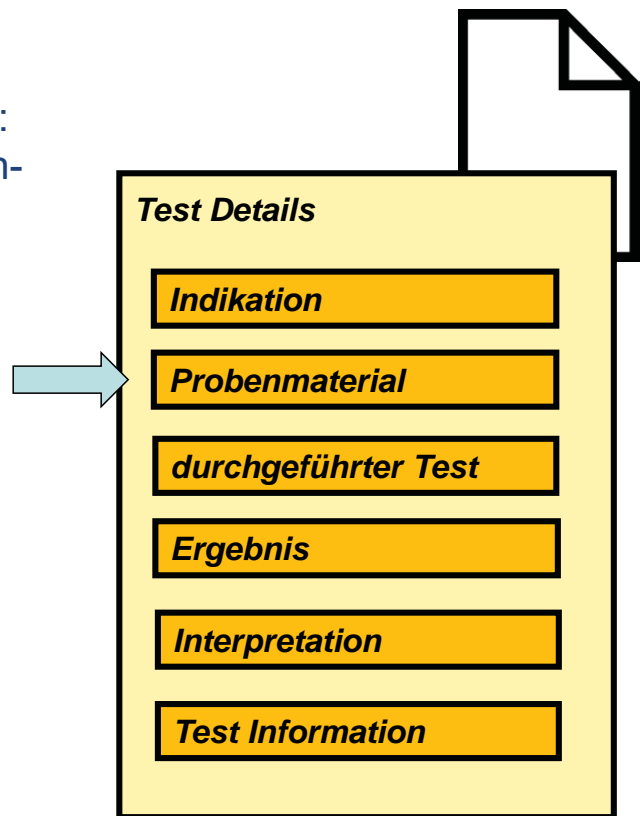 :
n-
Test Details
Indikation
Probenmaterial
durchgeführter Test
Ergebnis
Interpretation
Test Information